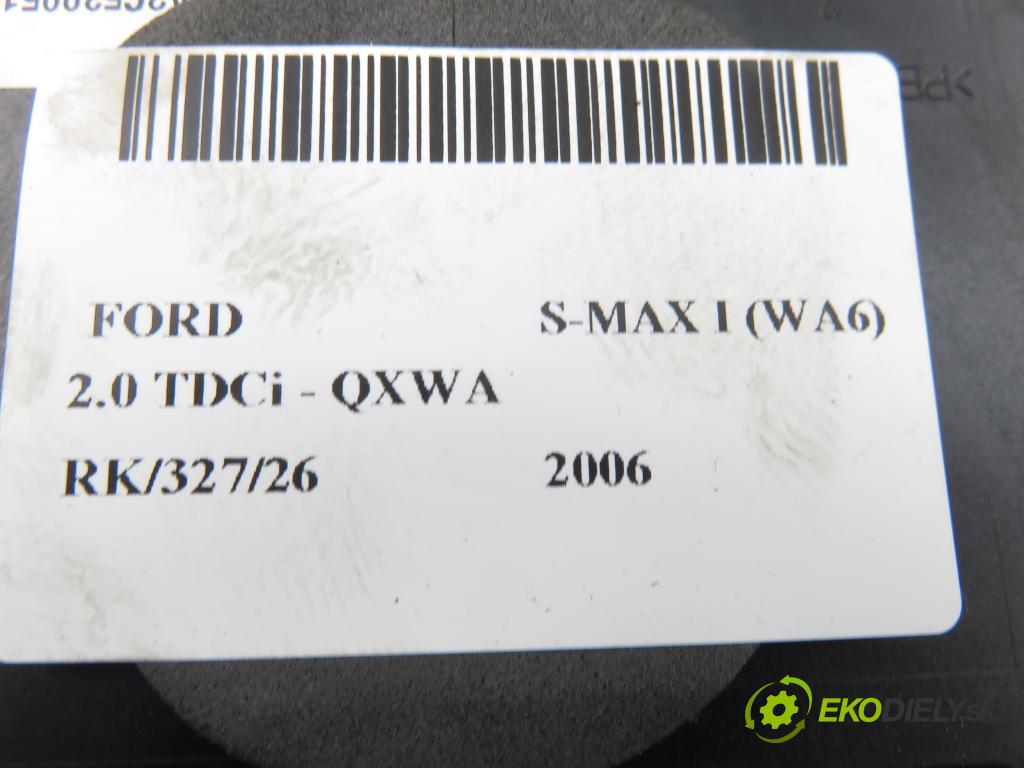 FORD S-MAX I (WA6)
2.0 TDCi - QXWA
RK/327/26 2006
EKODIELY.sk